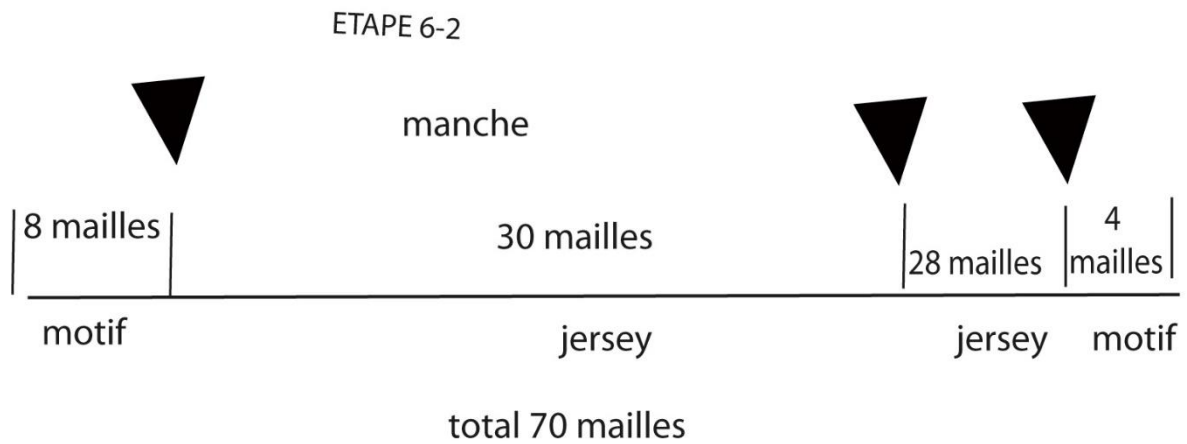 ETAPE 6-2
manche
8 mailles
30 mailles
28 mailles
4
mailles
motif
jersey
jersey
motif
total 70 mailles